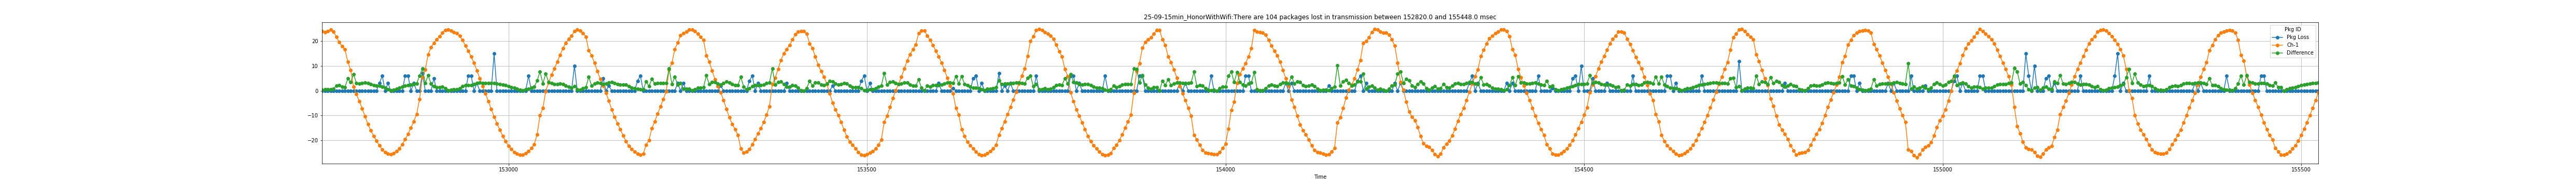 25-09-15min_HonorWithWifi:There are 104 packages lost in transmission between 152820.0 and 155448.0 msec
Pkg ID
Pkg Loss
Ch-1
Difference
20
10
0
−10
−20
153000
153500
154000
154500
155000
155500
Time